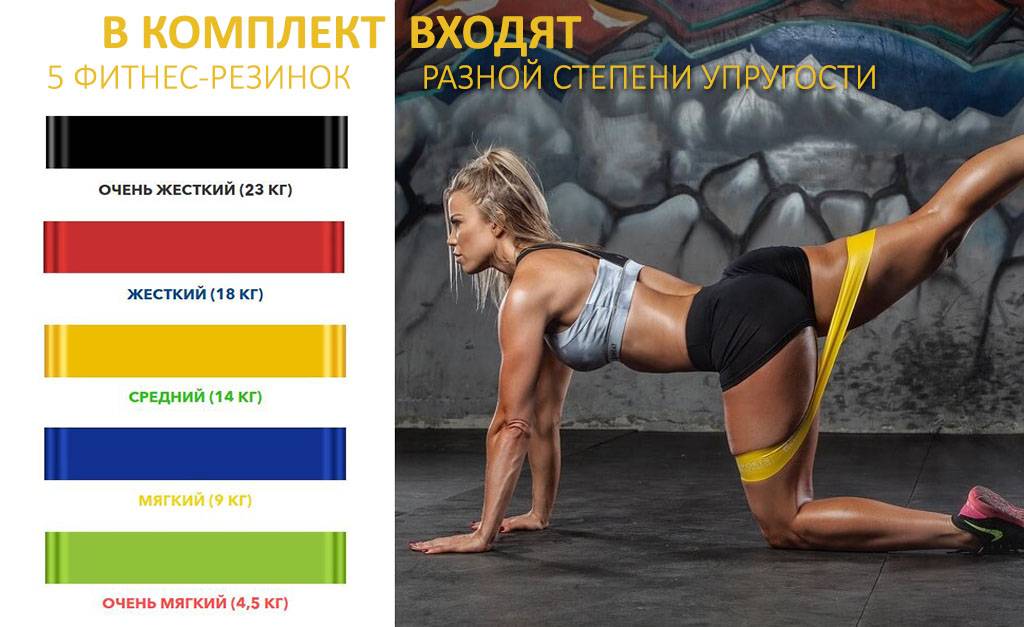 В КОМПЛЕКТ ВХОДЯТ
5 ФИТНЕС-РЕЗИНОК РАЗНОЙ СТЕПЕНИ УПРУГОСТИ
ОЧЕНЬ ЖЕСТКИЙ (23 КГ)
ЖЕСТКИЙ (18 КГ)
СРЕДНИЙ (14 КГ)
МЯГКИЙ (9 КГ)
ОЧЕНЬ МЯГКИЙ (4,5 КГ)